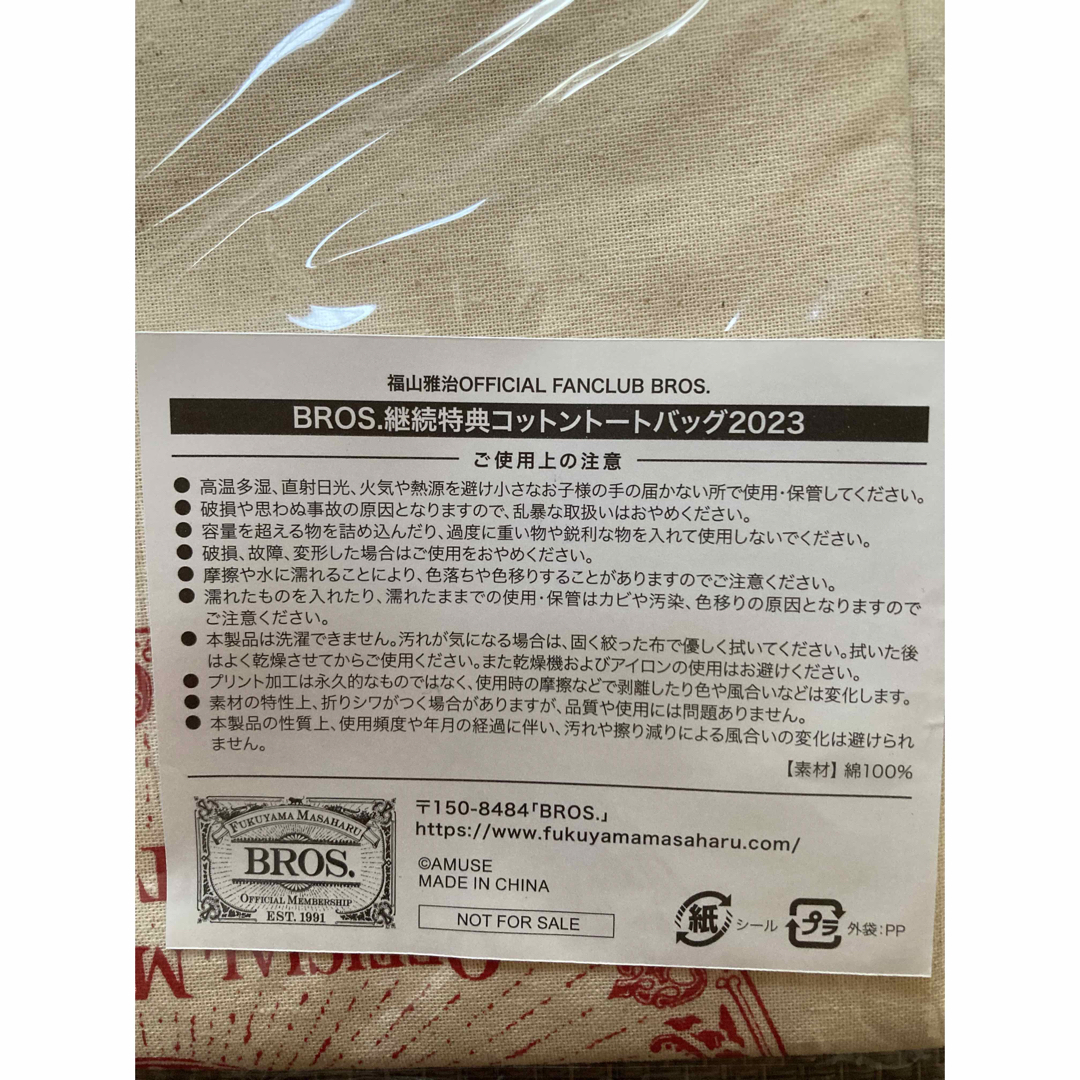 福山雅治OFFICIAL FANCLUB BROS.
BROS.継続特典コットントートバッグ2023
ご使用上の注意
● 高温多湿、直射日光、火気や熱源を避け小さなお子様の手の届かない所で使用・保管してください。
● 破損や思わぬ事故の原因となりますので、乱暴な取扱いはおやめください。
● 容量を超える物を詰め込んだり、過度に重い物や鋭利な物を入れて使用しないでください。
● 破損、故障、変形した場合はご使用をおやめください。
● 摩擦や水に濡れることにより、色落ちや色移りすることがありますのでご注意ください。
● 濡れたものを入れたり、濡れたままでの使用・保管はカビや汚染、色移りの原因となりますので
ご注意ください。
● 本製品は洗濯できません。汚れが気になる場合は、固く絞った布で優しく拭いてください。拭いた後
はよく乾燥させてからご使用ください。また乾燥機およびアイロンの使用はお避けください。
● プリント加工は永久的なものではなく、使用時の摩擦などで剥離したり色や風合いなどは変化します。
● 素材の特性上、折りシワがつく場合がありますが、品質や使用には問題ありません。
● 本製品の性質上、使用頻度や年月の経過に伴い、汚れや擦り減りによる風合いの変化は避けられ
ません。
【素材】綿100%
FUKUYAMA MASAHARU
BROS.
OFFICIAL MEMBERSHIP
EST. 1991
〒150-8484「BROS.」
https://www.fukuyamamasaharu.com/
©AMUSE
MADE IN CHINA
NOT FOR SALE
紙 シール
プラ 外袋:PP
OFFICIAL M